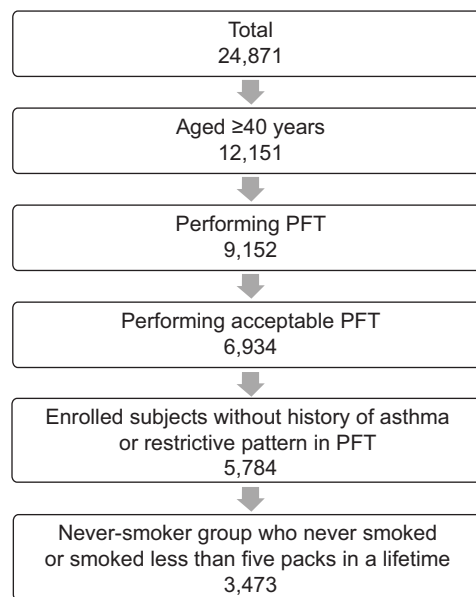 Total
24,871
Aged ≥40 years
12,151
Performing PFT
9,152
Performing acceptable PFT
6,934
Enrolled subjects without history of asthma
or restrictive pattern in PFT
5,784
Never-smoker group who never smoked
or smoked less than five packs in a lifetime
3,473